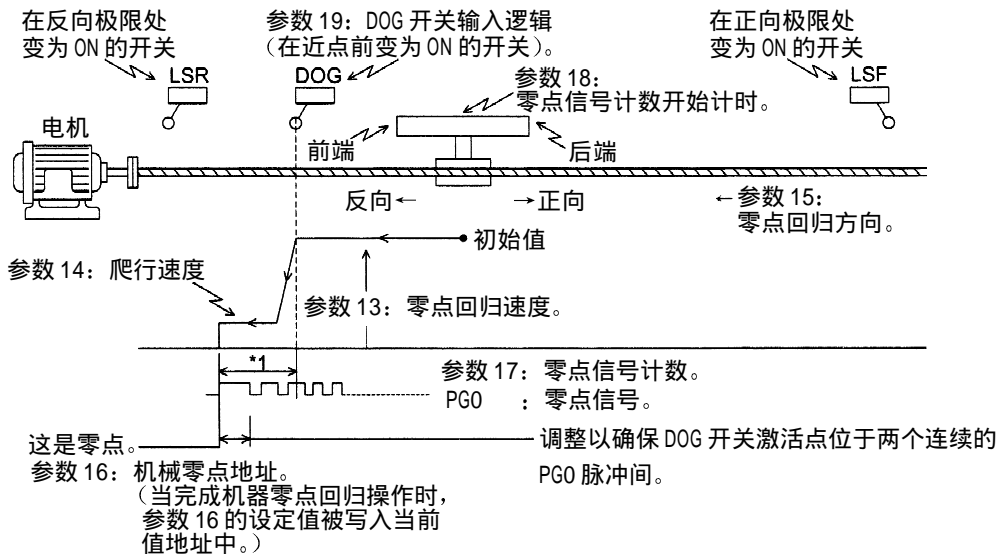 在反向极限处
变为 ON 的开关
LSR
参数 19：DOG 开关输入逻辑
（在近点前变为 ON 的开关）。
DOG
在正向极限处
变为 ON 的开关
LSF
参数 18：
零点信号计数开始计时。
电机
前端
后端
反向←
→正向
←参数 15：
零点回归方向。
初始值
参数 14：爬行速度
参数 13：零点回归速度。
*1
参数 17：零点信号计数。
PGO ：零点信号。
这是零点。
调整以确保 DOG 开关激活点位于两个连续的
PGO 脉冲间。
参数 16：机械零点地址。
（当完成机器零点回归操作时，
参数 16 的设定值被写入当前
值地址中。）